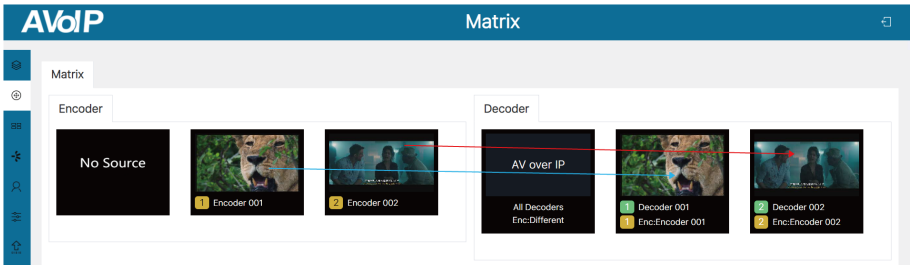 AVoIP
Matrix
Matrix
Encoder
Decoder
No Source
AV over IP
1 Encoder 001
2 Encoder 002
All Decoders
Enc:Different
1 Decoder 001
1 Enc:Encoder 001
2 Decoder 002
2 Enc:Encoder 002